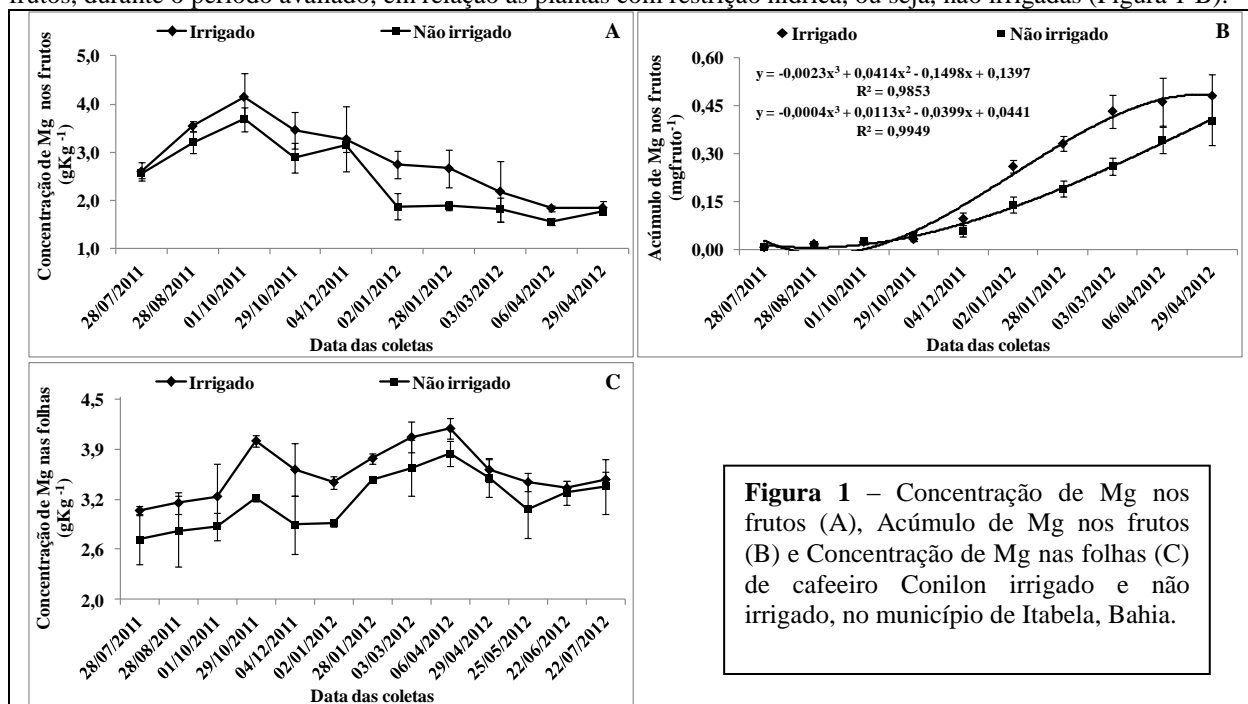 frutos, durante o período avaliado, em relação às plantas com restrição hídrica, ou seja, não irrigadas (Figura 1-B).
Irrigado
Não irrigado
A
Concentração de Mg nos frutos
(gKg⁻¹)
5,0
4,0
3,0
2,0
1,0
28/07/2011
28/08/2011
01/10/2011
29/10/2011
04/12/2011
02/01/2012
28/01/2012
03/03/2012
06/04/2012
29/04/2012
Data das coletas
Irrigado
Não irrigado
B
y = -0,0023x³ + 0,0414x² - 0,1498x + 0,1397
R² = 0,9853
y = -0,0004x³ + 0,0113x² - 0,0399x + 0,0441
R² = 0,9949
Acúmulo de Mg nos frutos
(mgfruto⁻¹)
0,60
0,45
0,30
0,15
0,00
28/07/2011
28/08/2011
01/10/2011
29/10/2011
04/12/2011
02/01/2012
28/01/2012
03/03/2012
06/04/2012
29/04/2012
Data das coletas
Irrigado
Não irrigado
C
Concentração de Mg nas folhas
(gKg⁻¹)
4,5
3,9
3,2
2,6
2,0
28/07/2011
28/08/2011
01/10/2011
29/10/2011
04/12/2011
02/01/2012
28/01/2012
03/03/2012
06/04/2012
29/04/2012
25/05/2012
22/06/2012
22/07/2012
Data das coletas
Figura 1 – Concentração de Mg nos
frutos (A), Acúmulo de Mg nos frutos
(B) e Concentração de Mg nas folhas (C)
de cafeeiro Conilon irrigado e não
irrigado, no município de Itabela, Bahia.